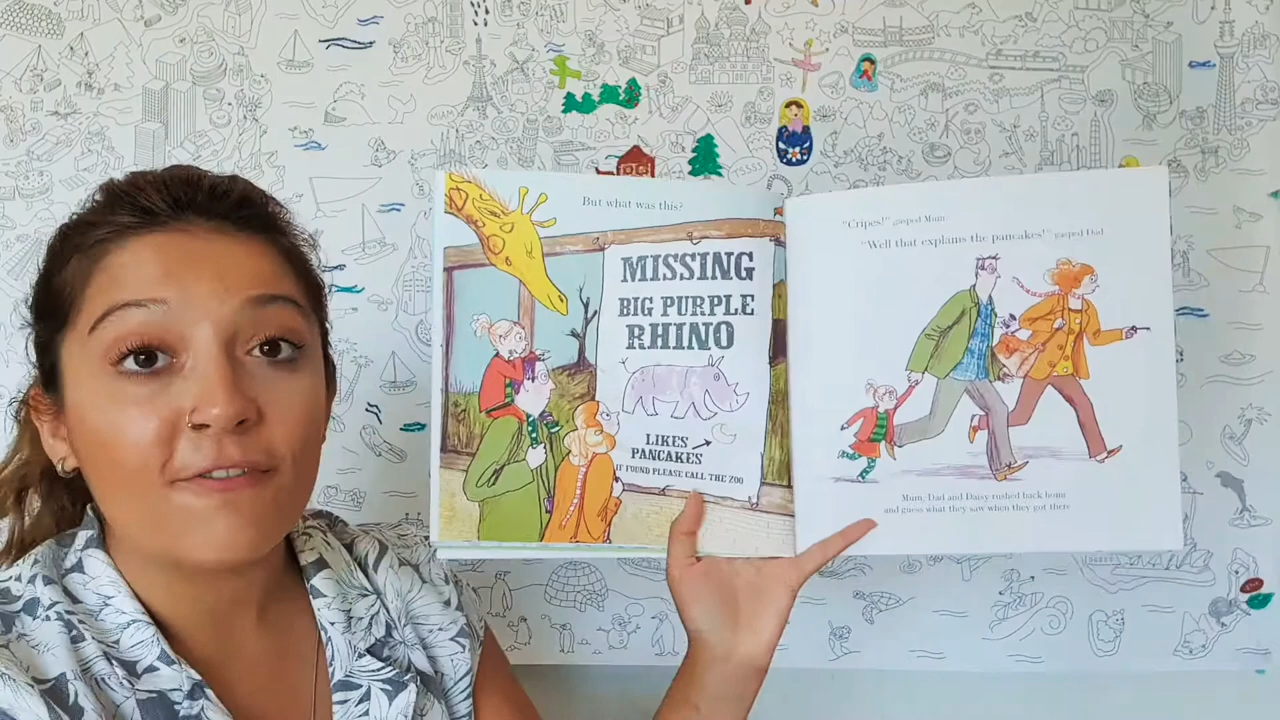 But what was this?
MISSING
BIG PURPLE
RHINO
LIKES
PANCAKES
IF FOUND PLEASE CALL THE ZOO
"Cripes!" gasped Mum.
"Well that explains the pancakes!" gasped Dad.
Mum, Dad and Daisy rushed back home
and guess what they saw when they got there
MIAMI